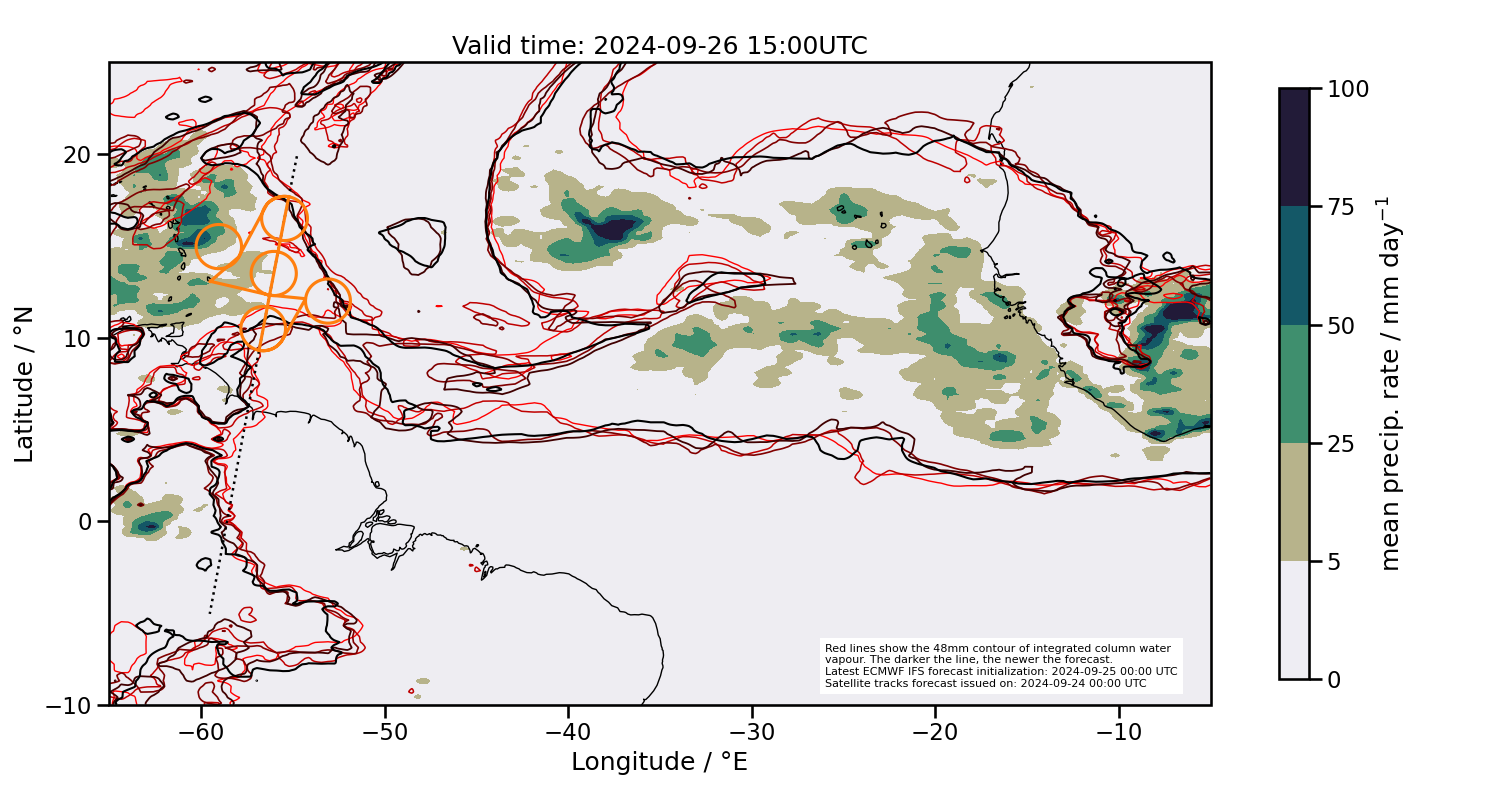 Valid time: 2024-09-26 15:00UTC
Latitude / °N
20
10
0
−10
−60
−50
−40
−30
−20
−10
Longitude / °E
Red lines show the 48mm contour of integrated column water
vapour. The darker the line, the newer the forecast.
Latest ECMWF IFS forecast initialization: 2024-09-25 00:00 UTC
Satellite tracks forecast issued on: 2024-09-24 00:00 UTC
100
75
50
25
5
0
mean precip. rate / mm day⁻¹